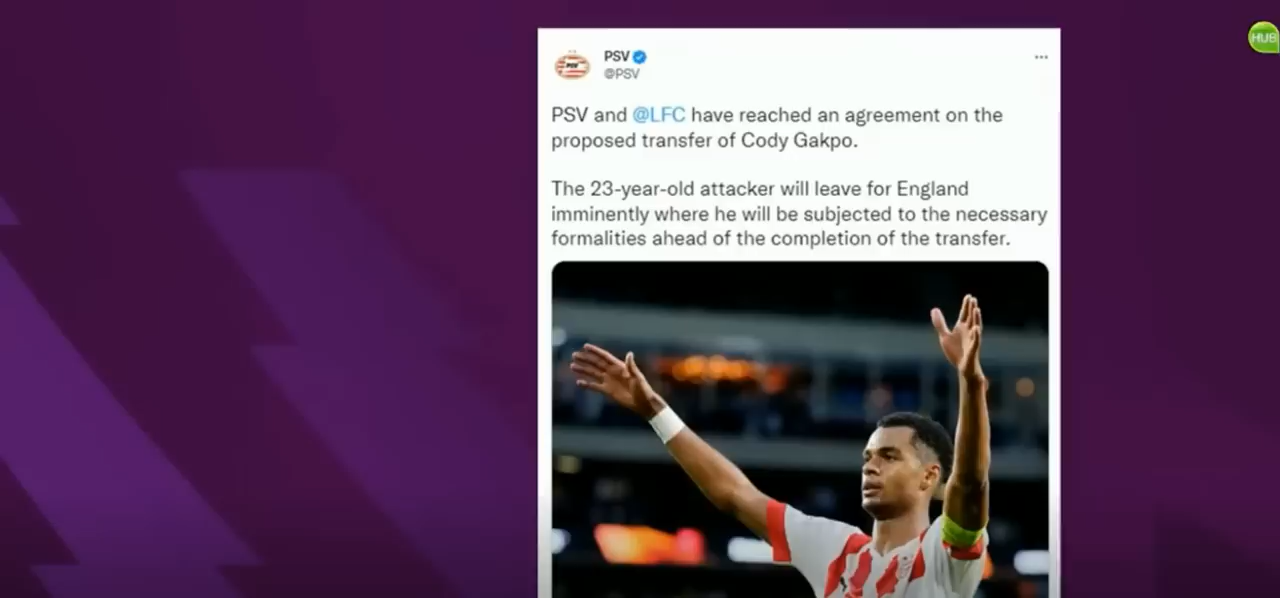 PSV
@PSV
PSV and @LFC have reached an agreement on the
proposed transfer of Cody Gakpo.
The 23-year-old attacker will leave for England
imminently where he will be subjected to the necessary
formalities ahead of the completion of the transfer.
HUB
PSV